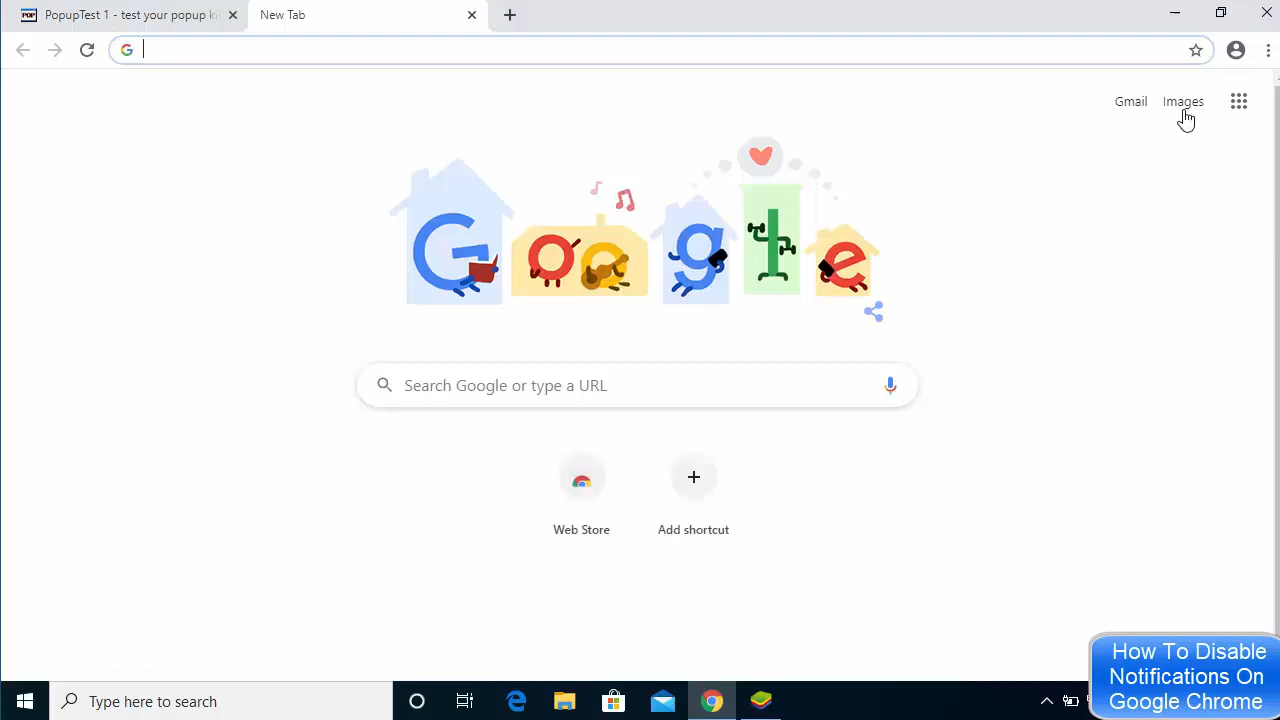 PopupTest 1 - test your popup k
New Tab
Gmail
Images
Google
Search Google or type a URL
Web Store
Add shortcut
How To Disable
Notifications On
Google Chrome
Type here to search